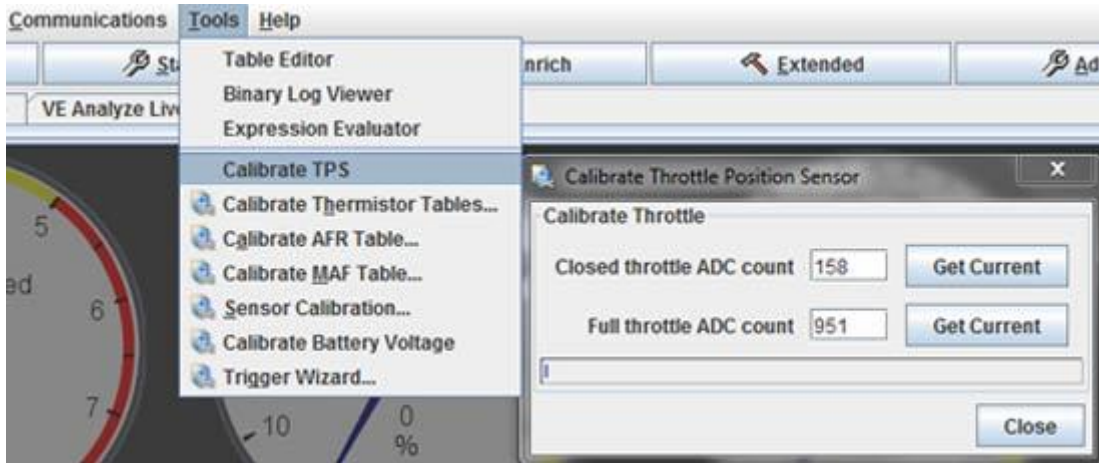 Communications Tools Help
Sta
nrich
Extended
Ad
VE Analyze Live
Table Editor
Binary Log Viewer
Expression Evaluator
Calibrate TPS
Calibrate Thermistor Tables...
Calibrate AFR Table...
Calibrate MAF Table...
Sensor Calibration...
Calibrate Battery Voltage
Trigger Wizard...
Calibrate Throttle Position Sensor
x
Calibrate Throttle
Closed throttle ADC count 158 Get Current
Full throttle ADC count 951 Get Current
Close
5
ed
6
7
10
0
%